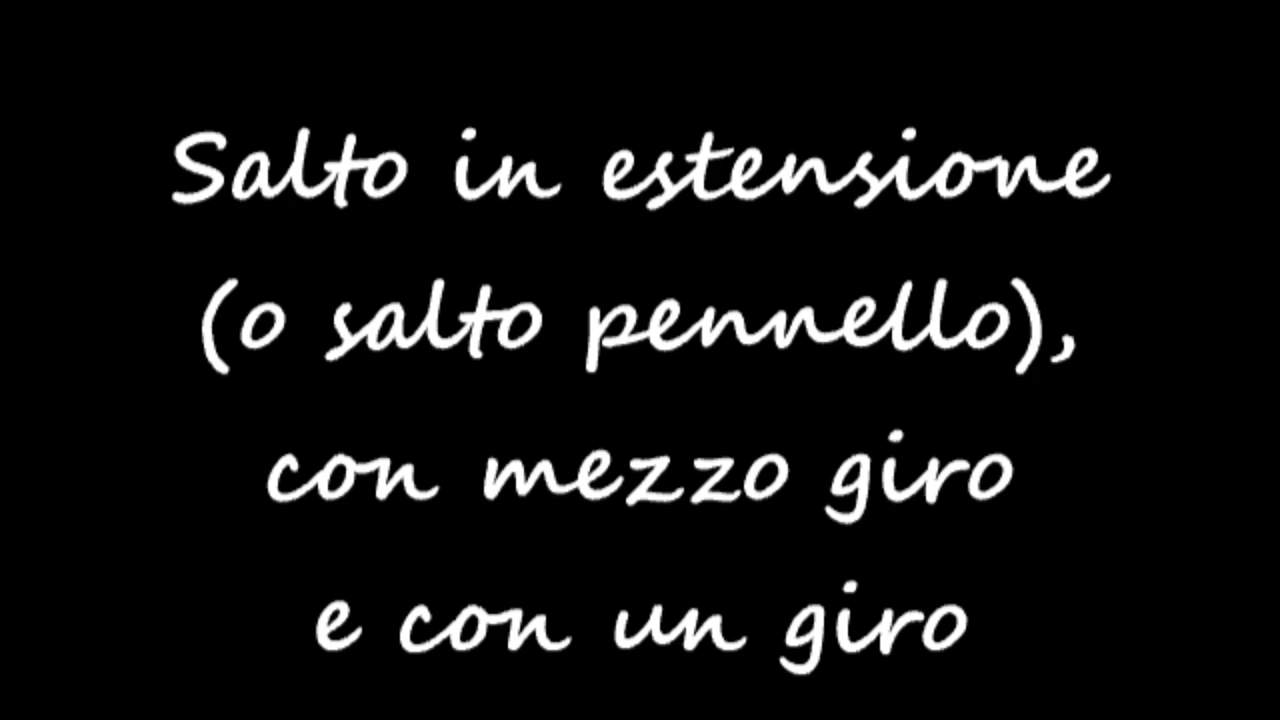 Salto in estensione
(o salto pennello),
con mezzo giro
e con un giro